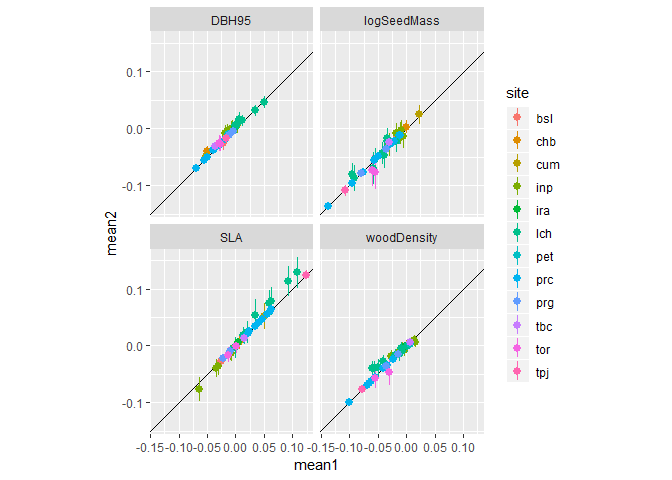 DBH95
logSeedMass
0.1
0.0
-0.1
SLA
woodDensity
0.1
0.0
-0.1
-0.15-0.10-0.05 0.00 0.05 0.10
-0.15-0.10-0.05 0.00 0.05 0.10
mean1
mean2
site
bsl
chb
cum
inp
ira
lch
pet
prc
prg
tbc
tor
tpj